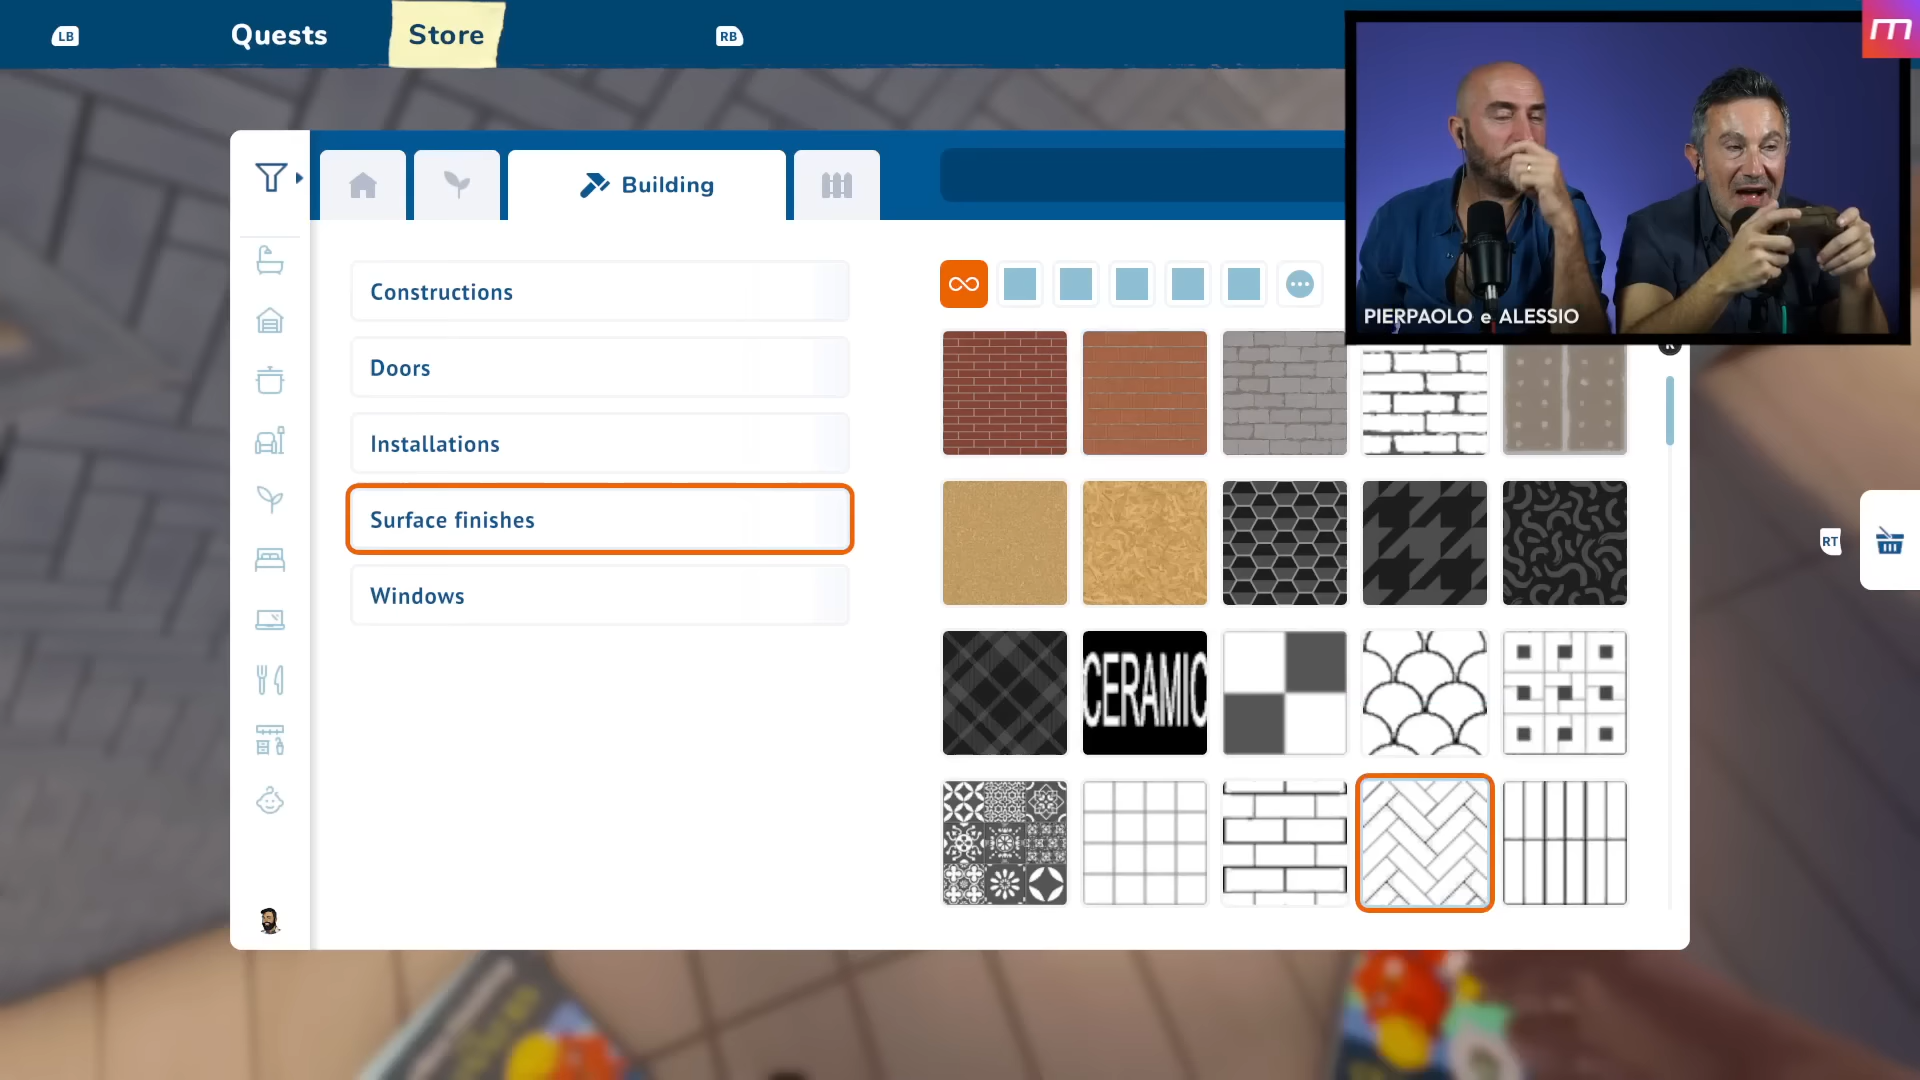 LB
Quests
Store
RB
m
Building
Constructions
Doors
Installations
Surface finishes
Windows
PIERPAOLO e ALESSIO
CERAMIC
RT